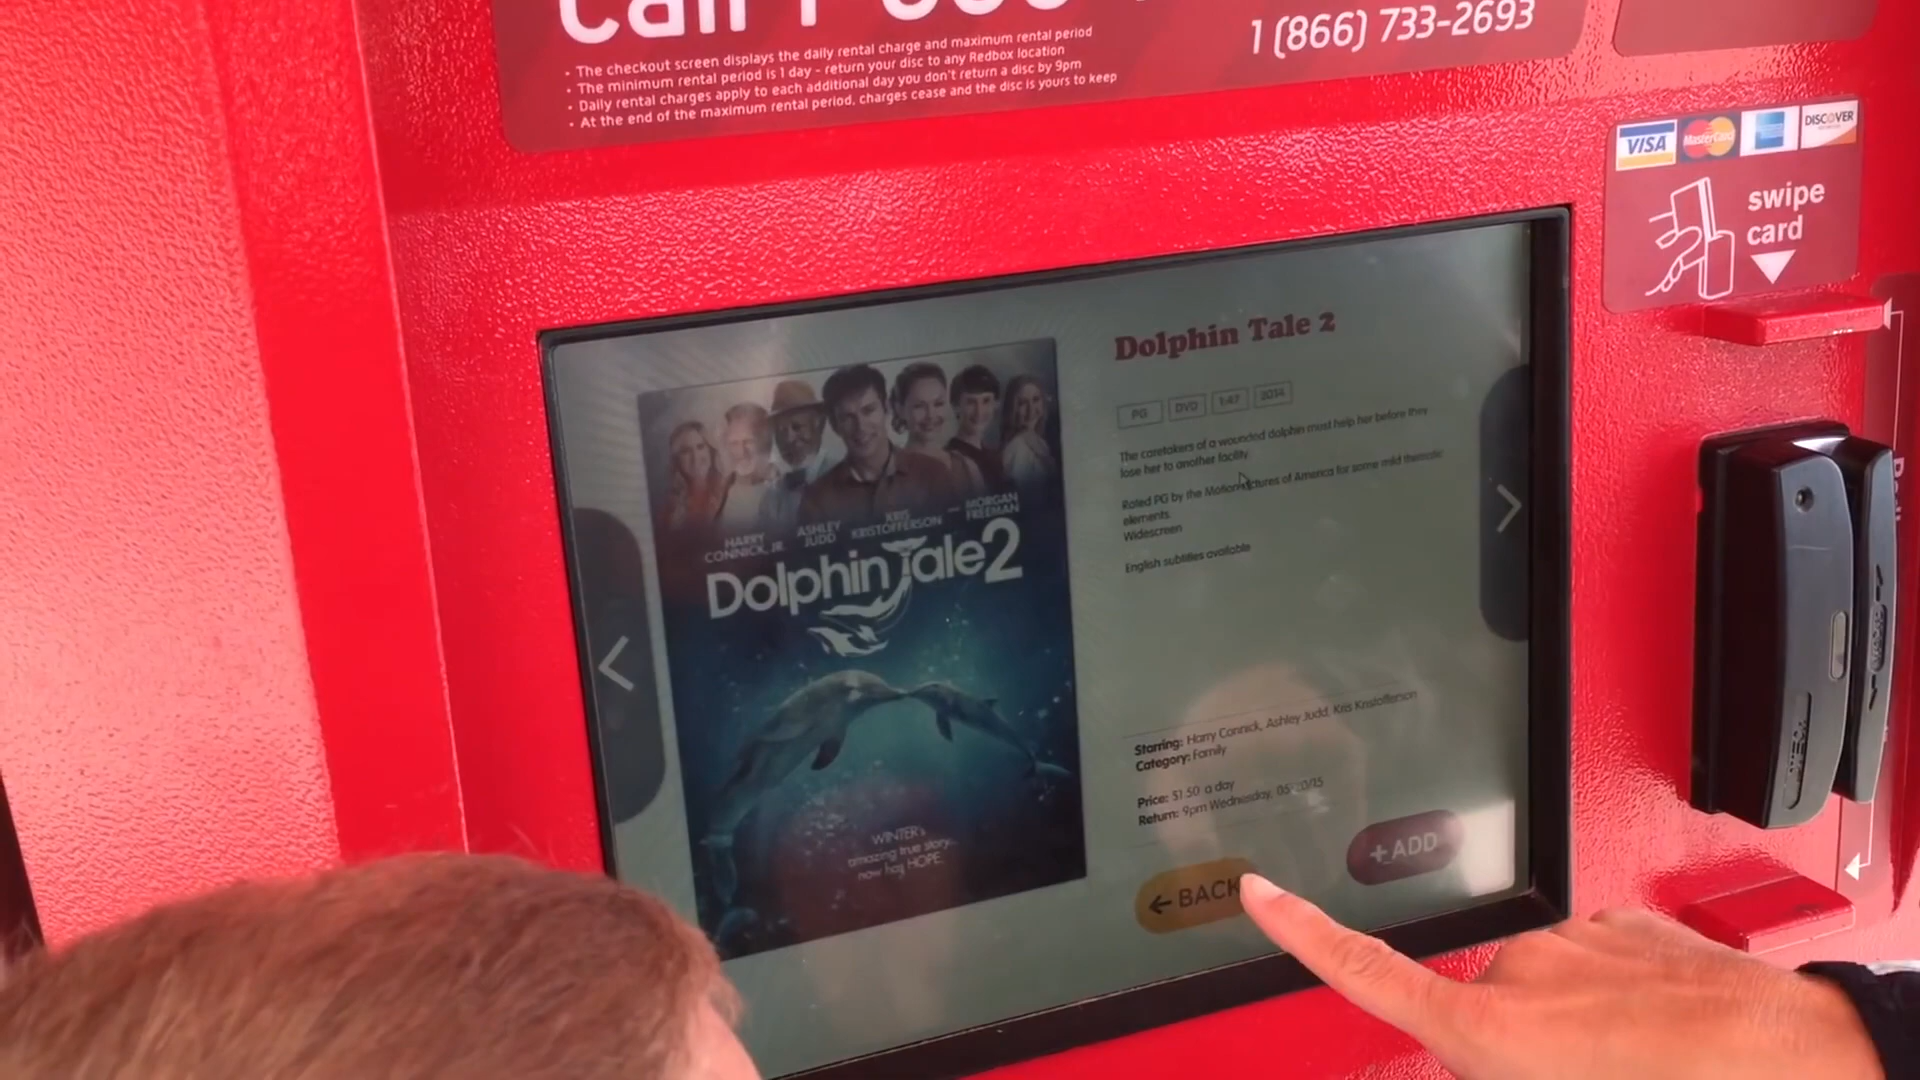 1 (866) 733-2693
• The checkout screen displays the daily rental charge and maximum rental period
• The minimum rental period is 1 day - return your disc to any Redbox location
• Daily rental charges apply to each additional day you don't return a disc by 9pm
• At the end of the maximum rental period, charges cease and the disc is yours to keep
VISA MasterCard DISCOVER
swipe
card
Dolphin Tale 2
PG DVD 1:47 2014
The caretakers of a wounded dolphin must help her before they
lose her to another facility
Rated PG by the Motion Pictures of America for some mild thematic
elements.
Widescreen
English subtitles available
HARRY CONNICK, JR. ASHLEY JUDD KRIS KRISTOFFERSON AND MORGAN FREEMAN
Dolphin Tale 2
WINTER's
amazing true story...
now has HOPE.
Starring: Harry Connick, Ashley Judd, Kris Kristofferson
Category: Family
Price: $1.50 a day
Return: 9pm Wednesday,
← BACK
+ ADD